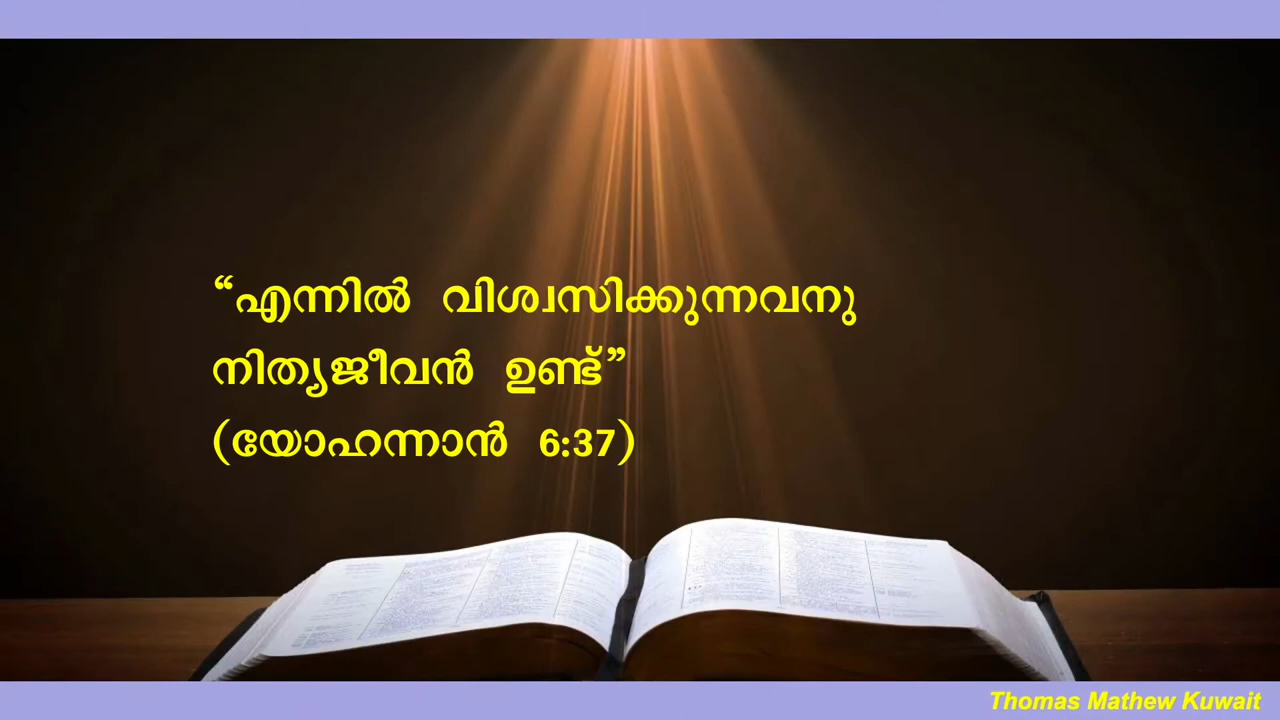 “എന്നിൽ വിശ്വസിക്കുന്നവനു
നിത്യജീവൻ ഉണ്ട്”
(യോഹന്നാൻ 6:37)
Thomas Mathew Kuwait